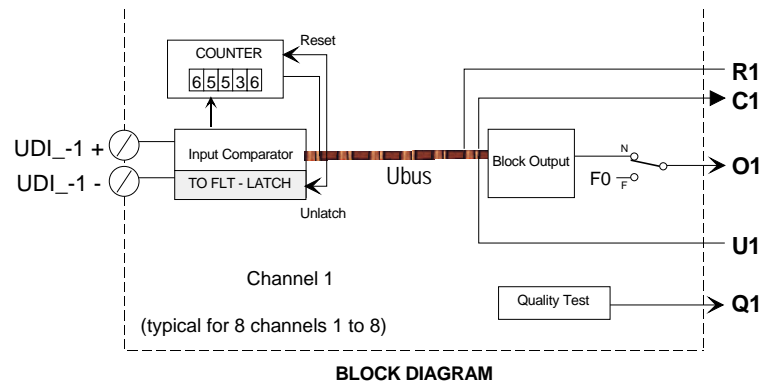 COUNTER
65536
Reset
R1
C1
UDI_-1 +
Input Comparator
Block Output
N
O1
UDI_-1 -
TO FLT - LATCH
Ubus
F0
F
Unlatch
U1
Channel 1
Quality Test
Q1
(typical for 8 channels 1 to 8)
BLOCK DIAGRAM